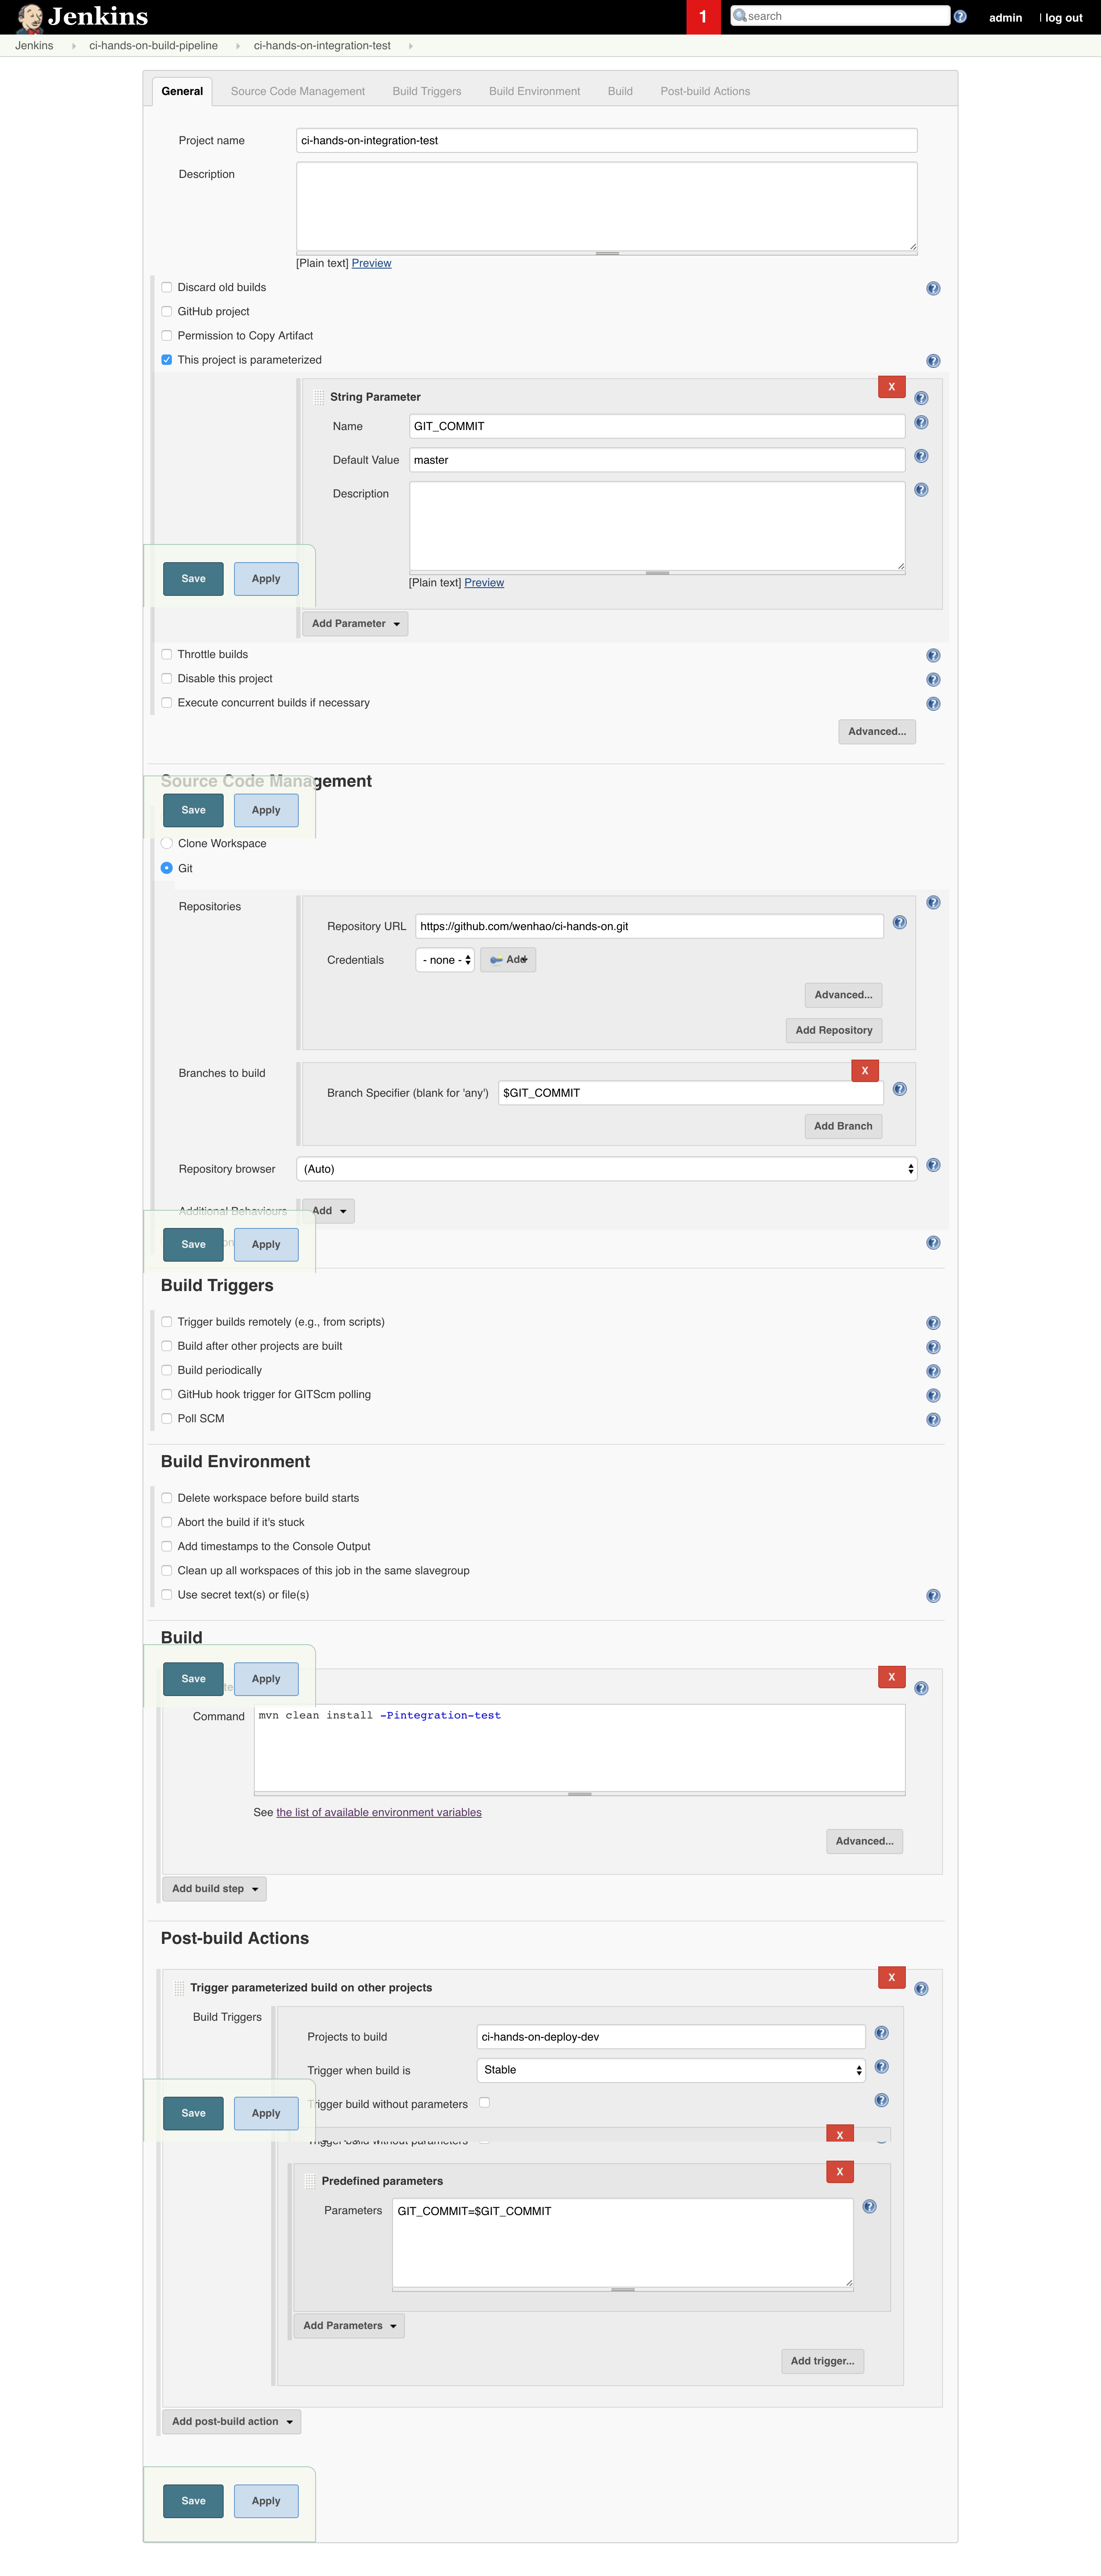 Jenkins
1
search
admin
| log out
Jenkins
ci-hands-on-build-pipeline
ci-hands-on-integration-test
General
Source Code Management
Build Triggers
Build Environment
Build
Post-build Actions
Project name
ci-hands-on-integration-test
Description
[Plain text] Preview
Discard old builds
GitHub project
Permission to Copy Artifact
This project is parameterized
X
String Parameter
Name
GIT_COMMIT
Default Value
master
Description
Save
Apply
[Plain text] Preview
Add Parameter
Throttle builds
Disable this project
Execute concurrent builds if necessary
Advanced...
Source Code Management
Save
Apply
Clone Workspace
Git
Repositories
Repository URL
https://github.com/wenhao/ci-hands-on.git
Credentials
- none -
Add
Advanced...
Add Repository
X
Branches to build
Branch Specifier (blank for 'any')
$GIT_COMMIT
Add Branch
Repository browser
(Auto)
Additional Behaviours
Add
Save
Apply
Build Triggers
Trigger builds remotely (e.g., from scripts)
Build after other projects are built
Build periodically
GitHub hook trigger for GITScm polling
Poll SCM
Build Environment
Delete workspace before build starts
Abort the build if it's stuck
Add timestamps to the Console Output
Clean up all workspaces of this job in the same slavegroup
Use secret text(s) or file(s)
Build
Save
Apply
X
Command
mvn clean install -Pintegration-test
See the list of available environment variables
Advanced...
Add build step
Post-build Actions
X
Trigger parameterized build on other projects
Build Triggers
Projects to build
ci-hands-on-deploy-dev
Trigger when build is
Stable
Save
Apply
Trigger build without parameters
X
Trigger build without parameters
X
Predefined parameters
Parameters
GIT_COMMIT=$GIT_COMMIT
Add Parameters
Add trigger...
Add post-build action
Save
Apply